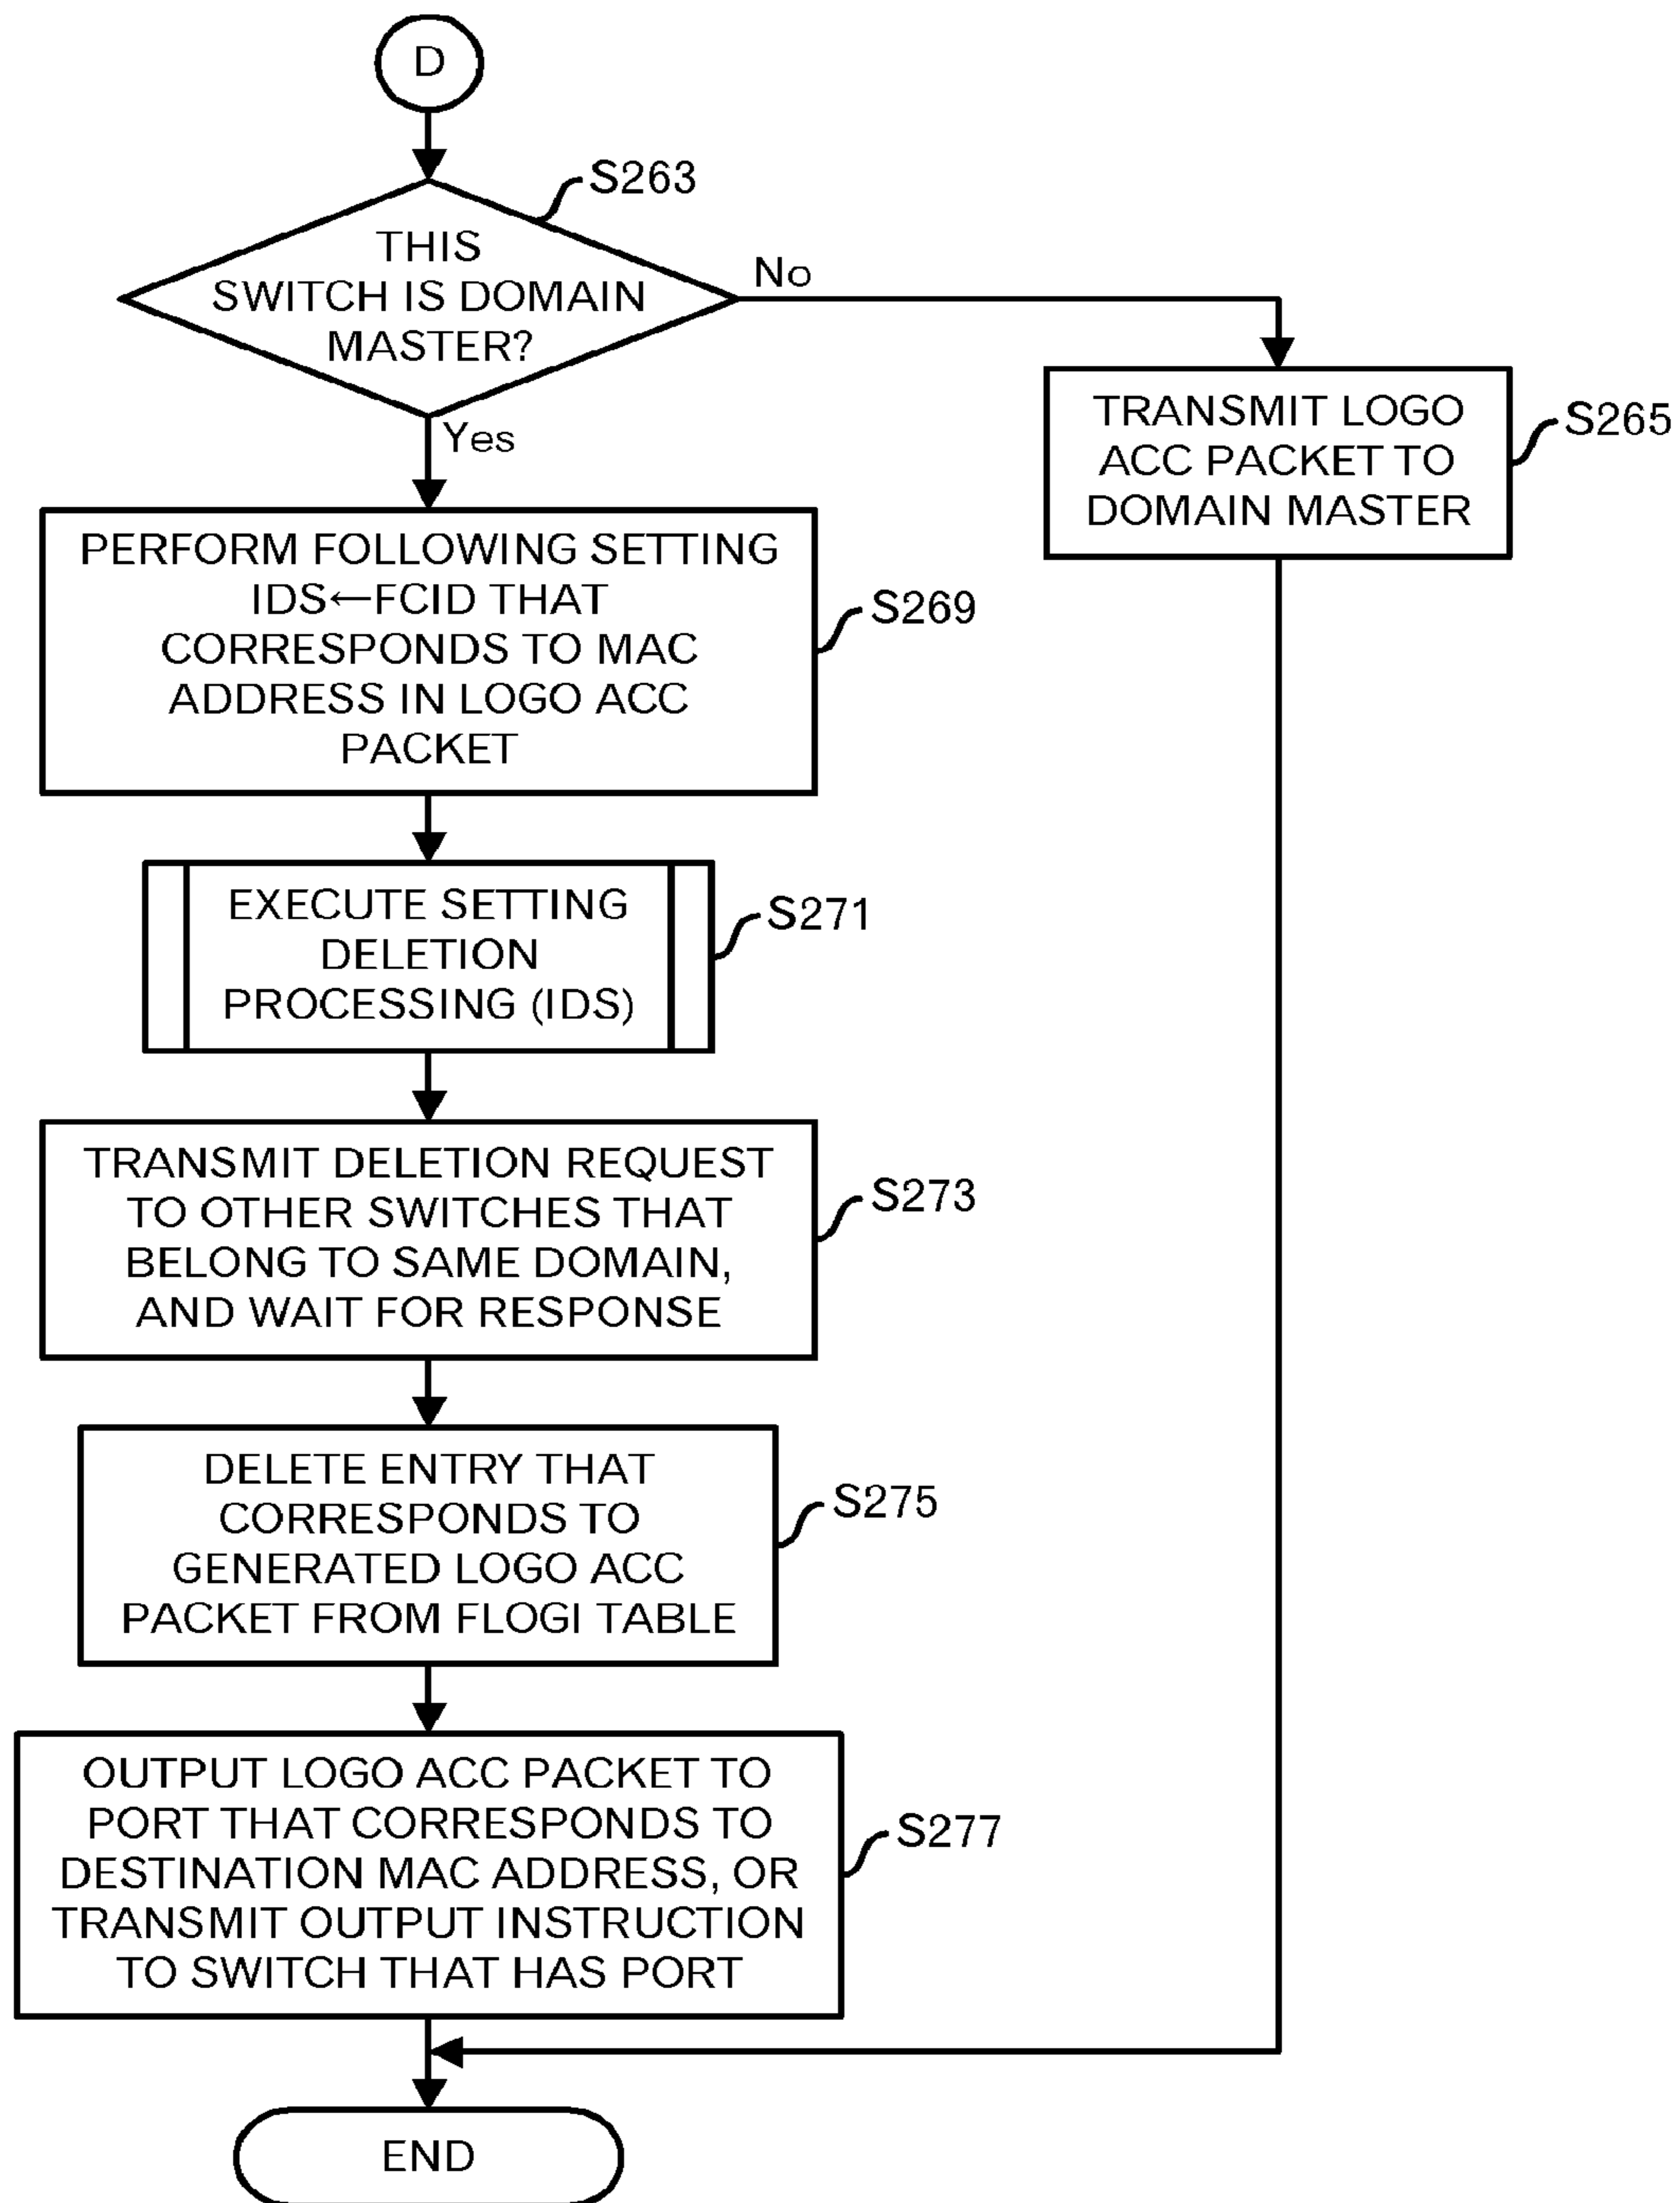 D
S263
THIS
SWITCH IS DOMAIN
MASTER?
No
Yes
TRANSMIT LOGO
ACC PACKET TO
DOMAIN MASTER
S265
PERFORM FOLLOWING SETTING
IDS←FCID THAT
CORRESPONDS TO MAC
ADDRESS IN LOGO ACC
PACKET
S269
EXECUTE SETTING
DELETION
PROCESSING (IDS)
S271
TRANSMIT DELETION REQUEST
TO OTHER SWITCHES THAT
BELONG TO SAME DOMAIN,
AND WAIT FOR RESPONSE
S273
DELETE ENTRY THAT
CORRESPONDS TO
GENERATED LOGO ACC
PACKET FROM FLOGI TABLE
S275
OUTPUT LOGO ACC PACKET TO
PORT THAT CORRESPONDS TO
DESTINATION MAC ADDRESS, OR
TRANSMIT OUTPUT INSTRUCTION
TO SWITCH THAT HAS PORT
S277
END